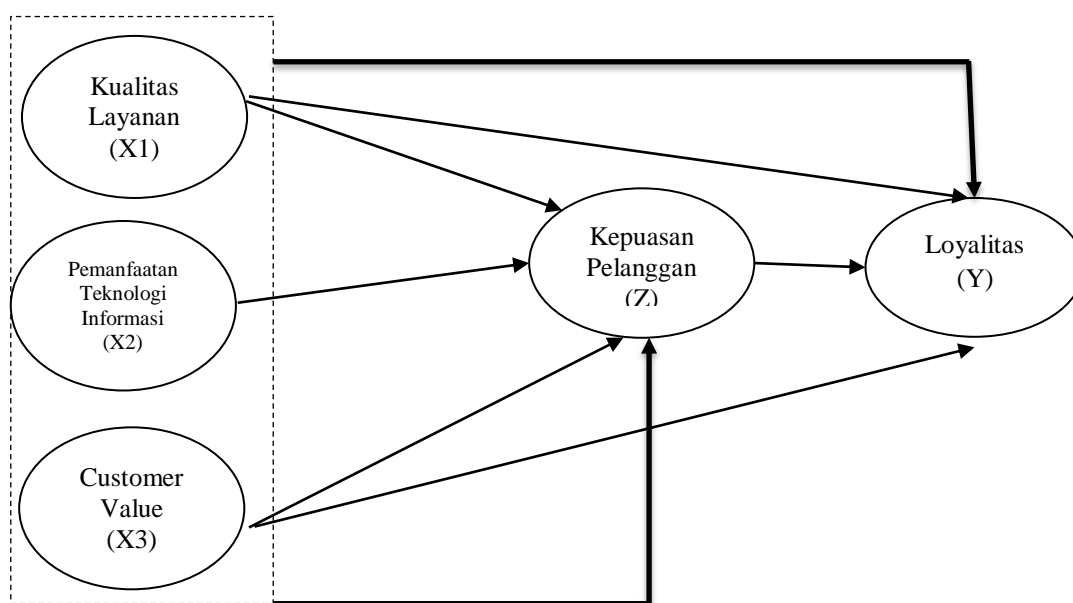 Kualitas
Layanan
(X1)
Pemanfaatan
Teknologi
Informasi
(X2)
Customer
Value
(X3)
Kepuasan
Pelanggan
(Z)
Loyalitas
(Y)